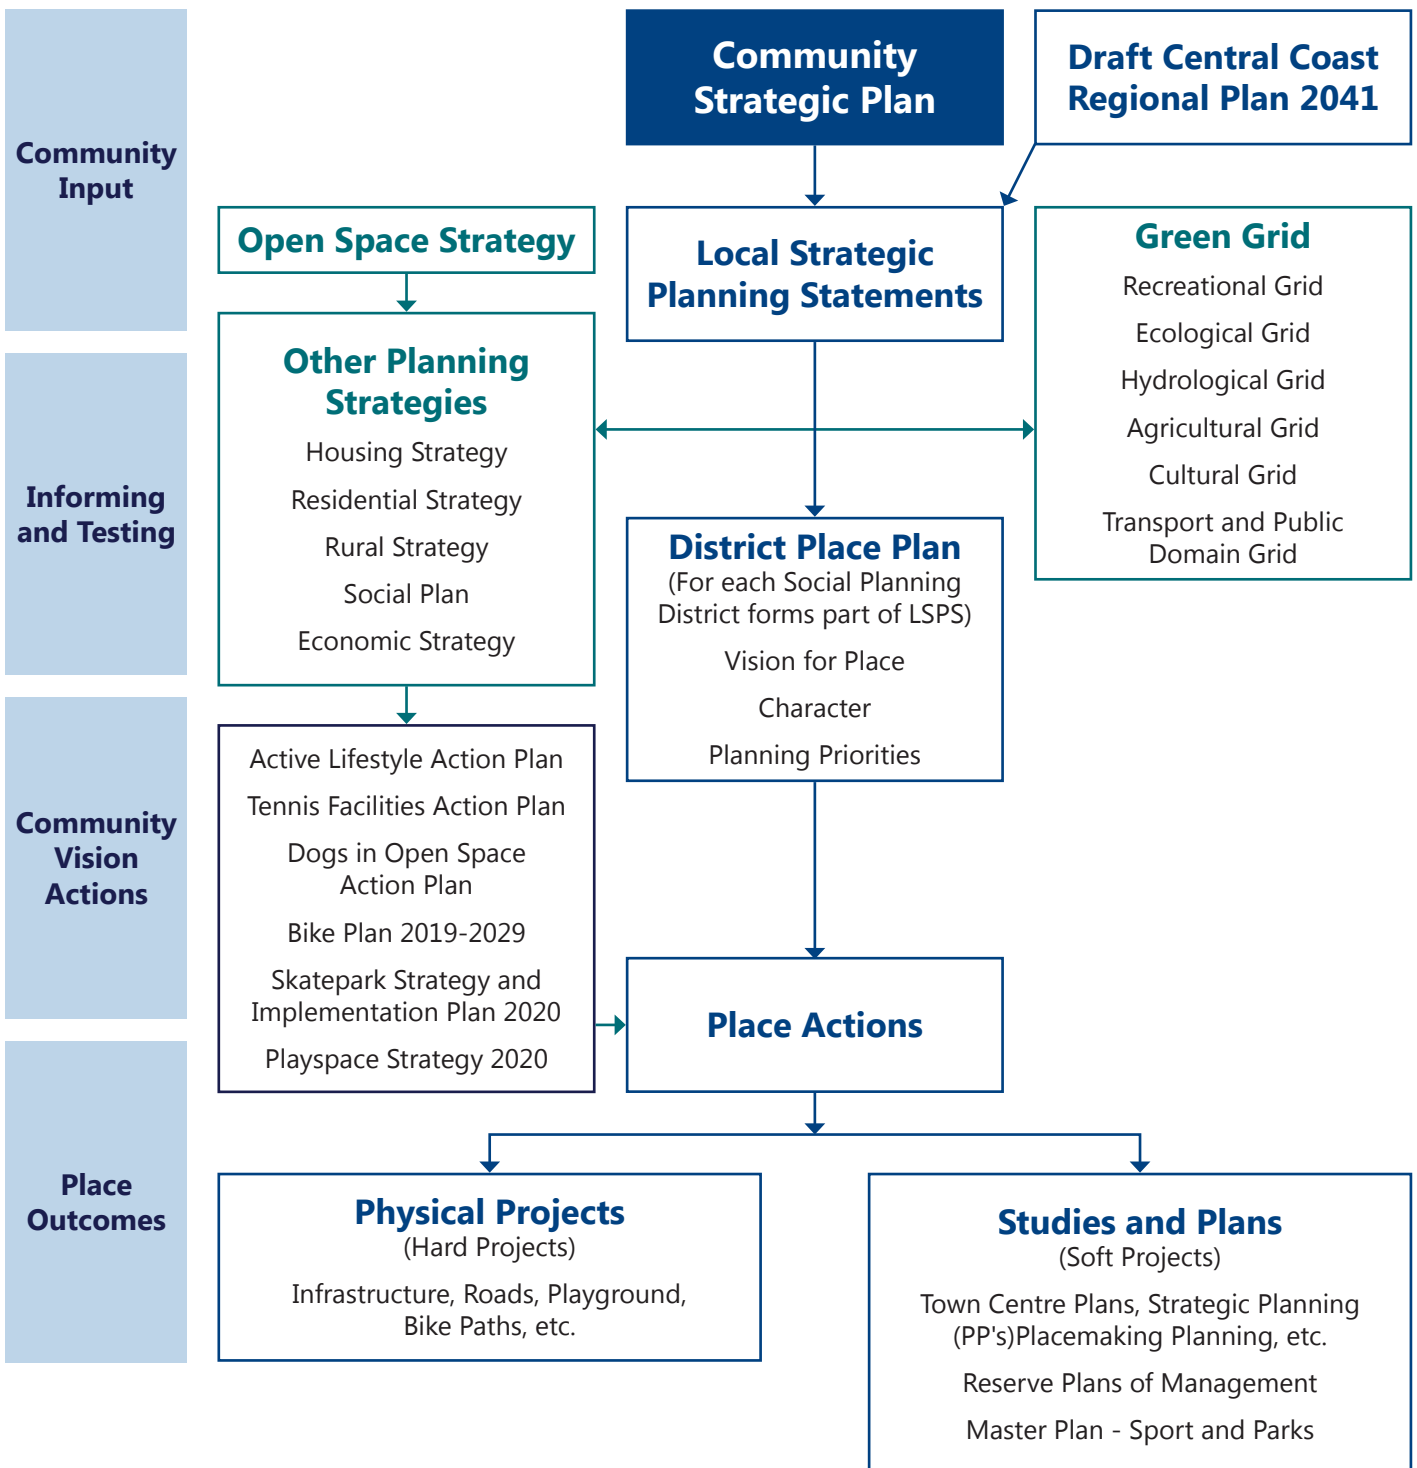 Community
Input
Informing
and Testing
Community
Vision
Actions
Place
Outcomes
Community
Strategic Plan
Draft Central Coast
Regional Plan 2041
Open Space Strategy
Local Strategic
Planning Statements
Green Grid
Recreational Grid
Ecological Grid
Hydrological Grid
Agricultural Grid
Cultural Grid
Transport and Public
Domain Grid
Other Planning
Strategies
Housing Strategy
Residential Strategy
Rural Strategy
Social Plan
Economic Strategy
District Place Plan
(For each Social Planning
District forms part of LSPS)
Vision for Place
Character
Planning Priorities
Active Lifestyle Action Plan
Tennis Facilities Action Plan
Dogs in Open Space
Action Plan
Bike Plan 2019-2029
Skatepark Strategy and
Implementation Plan 2020
Playspace Strategy 2020
Place Actions
Physical Projects
(Hard Projects)
Infrastructure, Roads, Playground,
Bike Paths, etc.
Studies and Plans
(Soft Projects)
Town Centre Plans, Strategic Planning
(PP's)Placemaking Planning, etc.
Reserve Plans of Management
Master Plan - Sport and Parks